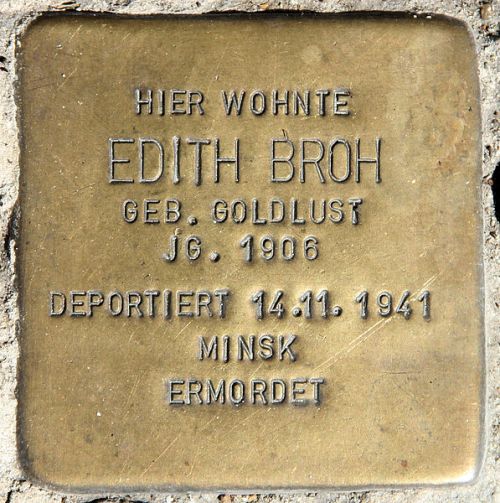 HIER WOHNTE
EDITH BROH
GEB. GOLDLUST
JG. 1906
DEPORTIERT 14.11.1941
MINSK
ERMORDET